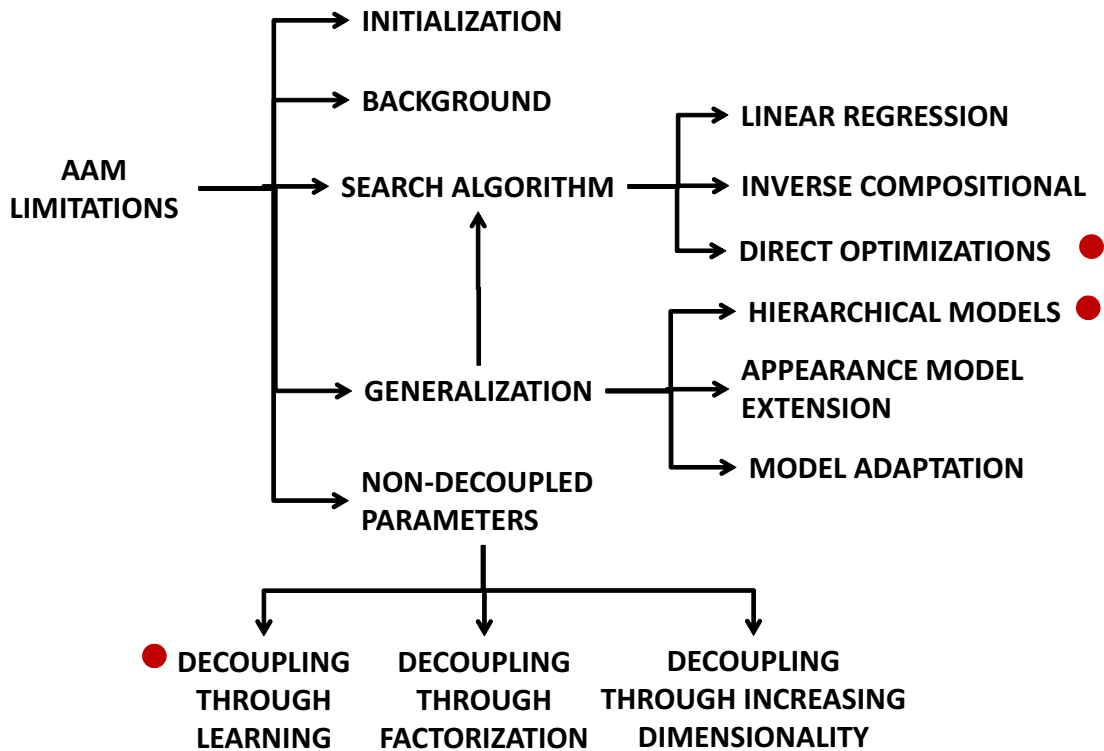 INITIALIZATION
BACKGROUND
AAM
LIMITATIONS
SEARCH ALGORITHM
LINEAR REGRESSION
INVERSE COMPOSITIONAL
DIRECT OPTIMIZATIONS
HIERARCHICAL MODELS
GENERALIZATION
APPEARANCE MODEL
EXTENSION
MODEL ADAPTATION
NON-DECOUPLED
PARAMETERS
DECOUPLING
THROUGH
LEARNING
DECOUPLING
THROUGH
FACTORIZATION
DECOUPLING
THROUGH INCREASING
DIMENSIONALITY